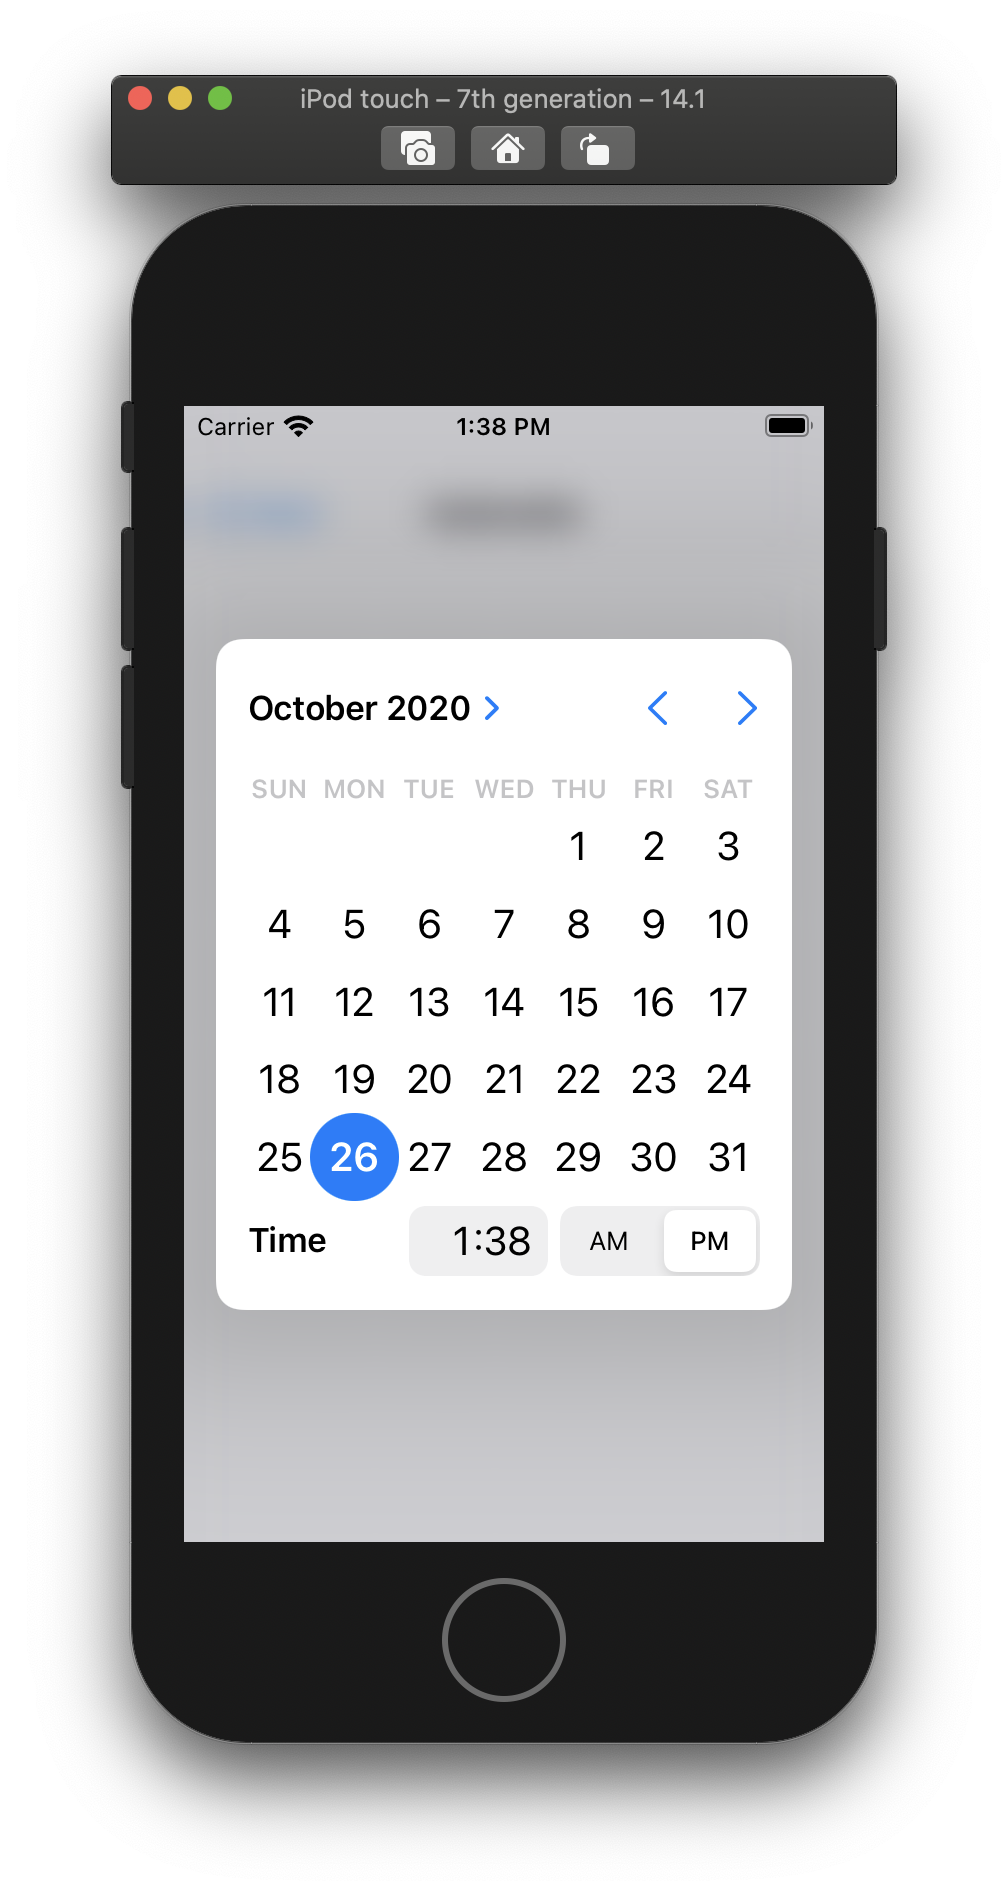 iPod touch – 7th generation – 14.1
Carrier 1:38 PM
October 2020
SUN MON TUE WED THU FRI SAT
1 2 3
4 5 6 7 8 9 10
11 12 13 14 15 16 17
18 19 20 21 22 23 24
25 26 27 28 29 30 31
Time 1:38 AM PM